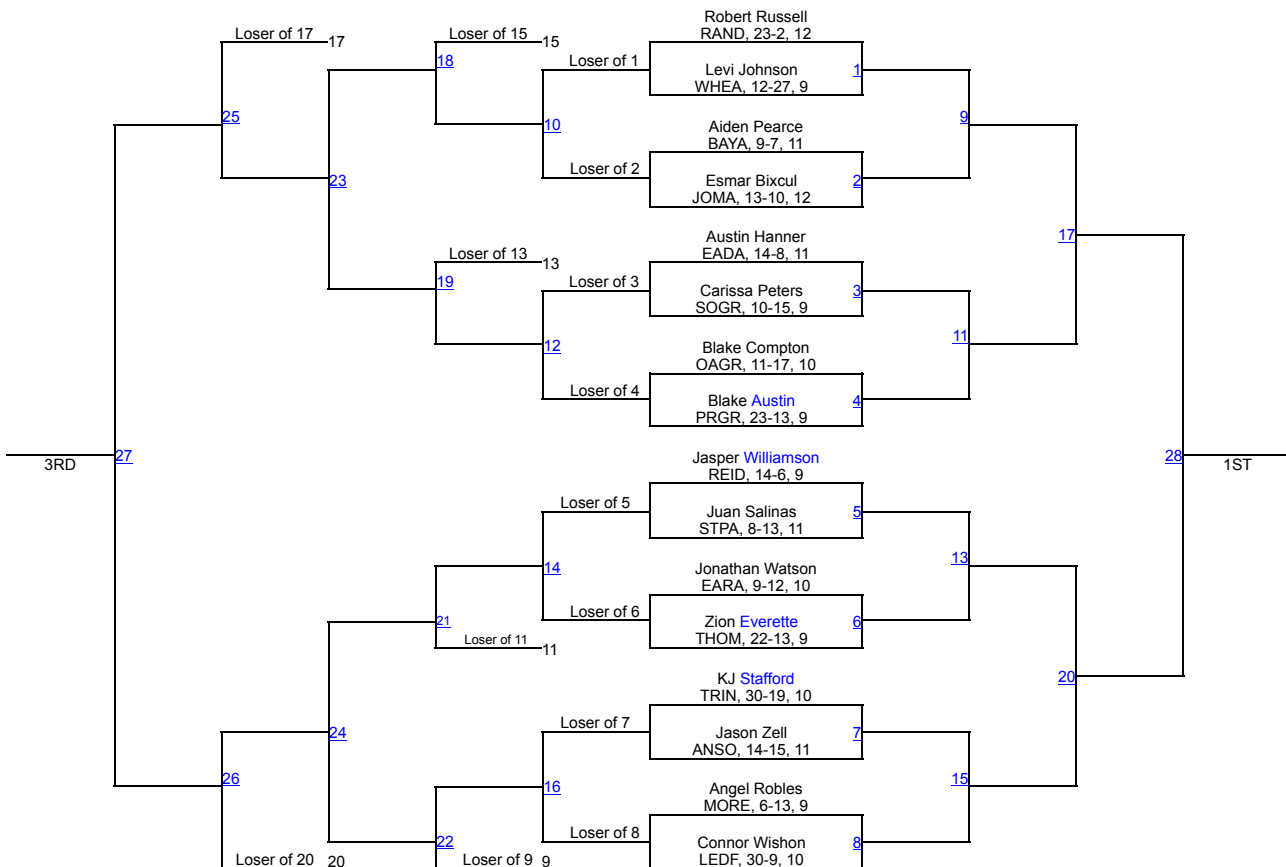 Robert Russell
Loser of 17
17
Loser of 15
15
RAND, 23-2, 12
18
Loser of 1
Levi Johnson
1
WHEA, 12-27, 9
25
10
Aiden Pearce
9
BAYA, 9-7, 11
Loser of 2
23
Esmar Bixcul
2
JOMA, 13-10, 12
Austin Hanner
17
Loser of 13
13
EADA, 14-8, 11
19
Loser of 3
Carissa Peters
3
SOGR, 10-15, 9
12
Blake Compton
11
OAGR, 11-17, 10
Loser of 4
Blake Austin
4
PRGR, 23-13, 9
3RD
27
Jasper Williamson
28
1ST
REID, 14-6, 9
Loser of 5
Juan Salinas
5
STPA, 8-13, 11
14
Jonathan Watson
13
EARA, 9-12, 10
21
Loser of 6
Zion Everette
6
THOM, 22-13, 9
Loser of 11
11
KJ Stafford
20
TRIN, 30-19, 10
24
Loser of 7
Jason Zell
7
ANSO, 14-15, 11
26
16
Angel Robles
15
MORE, 6-13, 9
22
Loser of 8
Connor Wishon
8
Loser of 20
20
Loser of 9
9
LEDF, 30-9, 10